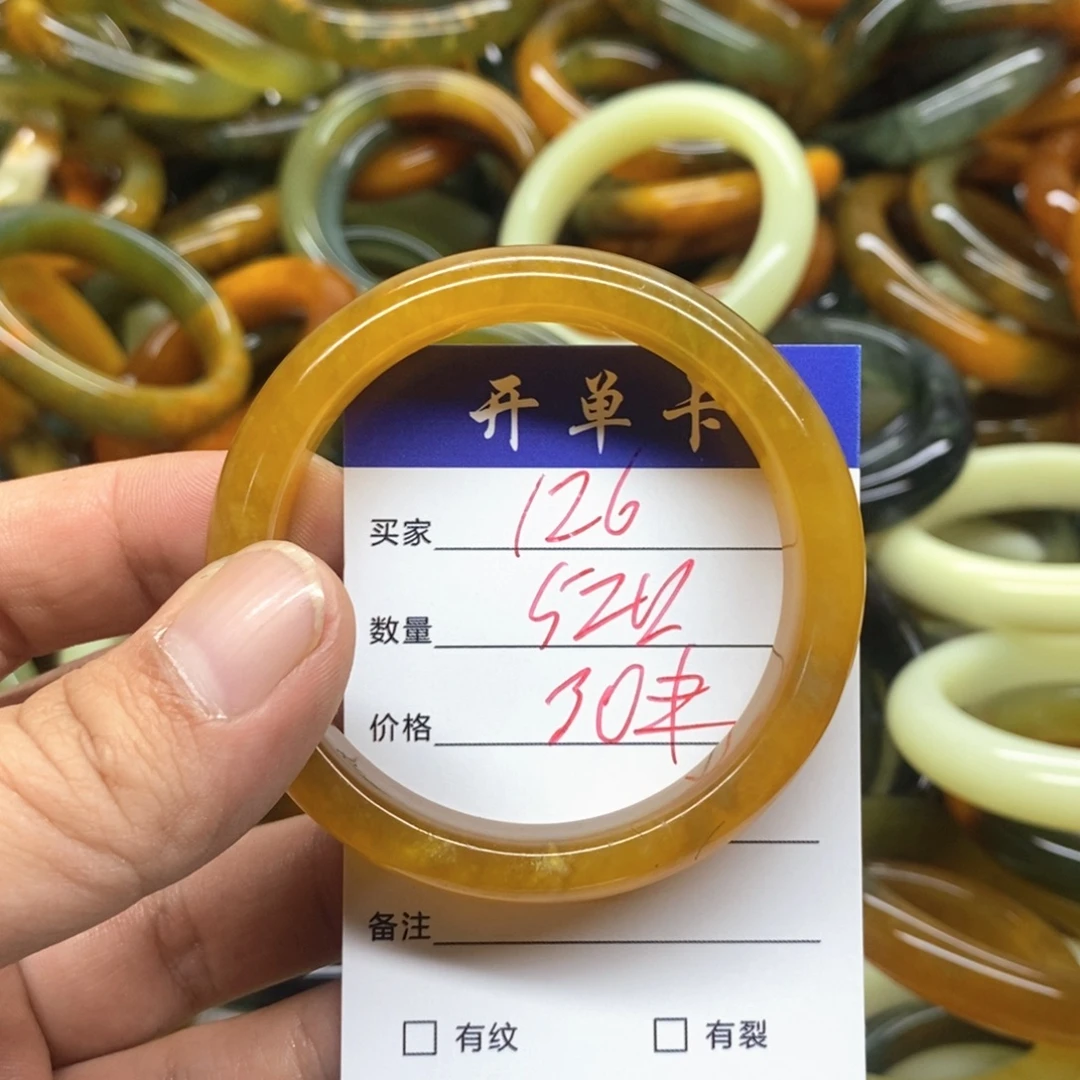 开单卡
买家 126
数量
价格 30
备注
□ 有纹 □ 有裂